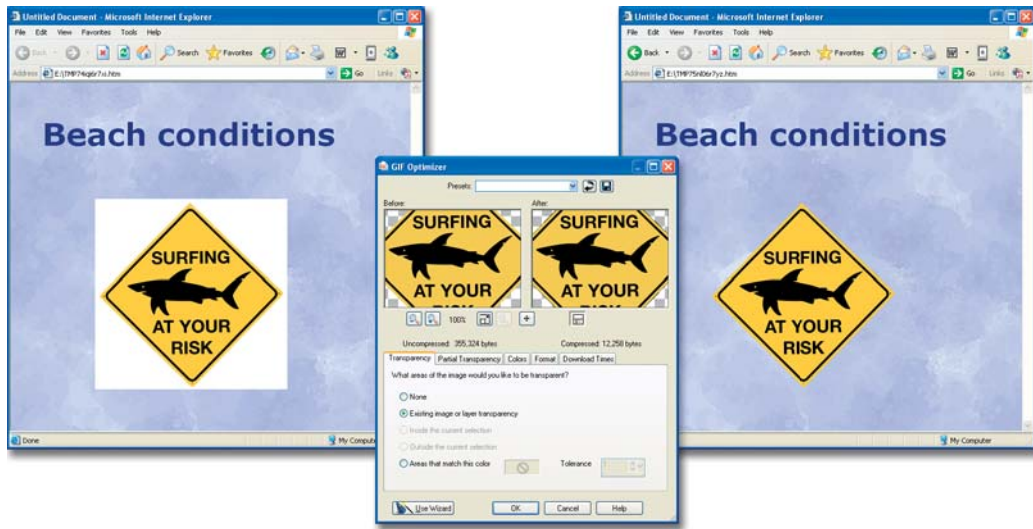 Untitled Document - Microsoft Internet Explorer
File Edit View Favorites Tools Help
Back Search Favorites
Address Go Links
Beach conditions
SURFING
AT YOUR
RISK
Done My Compute
GIF Optimizer
Presets:
Before: After:
SURFING SURFING
AT YOUR AT YOUR
100%
Uncompressed: 355,324 bytes Compressed: 12,258 bytes
Transparency Partial Transparency Colors Format Download Times
What areas of the image would you like to be transparent?
None
Existing image or layer transparency
Inside the current selection
Outside the current selection
Areas that match this color Tolerance
Use Wizard OK Cancel Help
Untitled Document - Microsoft Internet Explorer
File Edit View Favorites Tools Help
Back Search Favorites
Address Go Links
Beach conditions
SURFING
AT YOUR
RISK
My Computer